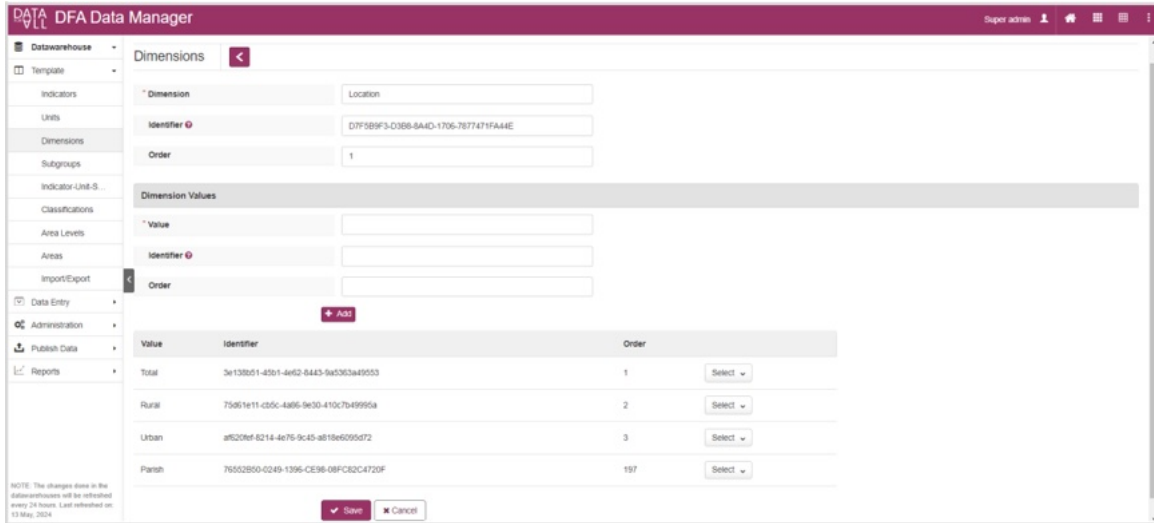 DATA FOR ALL DFA Data Manager
Super admin
Datawarehouse
Template
Indicators
Units
Dimensions
Subgroups
Indicator-Unit-S...
Classifications
Area Levels
Areas
Import/Export
Data Entry
Administration
Publish Data
Reports
NOTE: The changes done in the
datawarehouses will be refreshed
every 24 hours. Last refreshed on:
13 May, 2024
Dimensions
* Dimension Location
Identifier D7F5B9F3-D3B8-8A4D-1706-7877471FA44E
Order 1
Dimension Values
* Value
Identifier
Order
+ Add
Value Identifier Order
Total 3e138b51-45b1-4e62-8443-9a5363a49553 1 Select
Rural 75d61e11-cb5c-4a66-9e30-410c7b49995a 2 Select
Urban af620fef-8214-4e76-9c45-a818e6095d72 3 Select
Parish 76552B50-0249-1396-CE98-08FC82C4720F 197 Select
Save Cancel